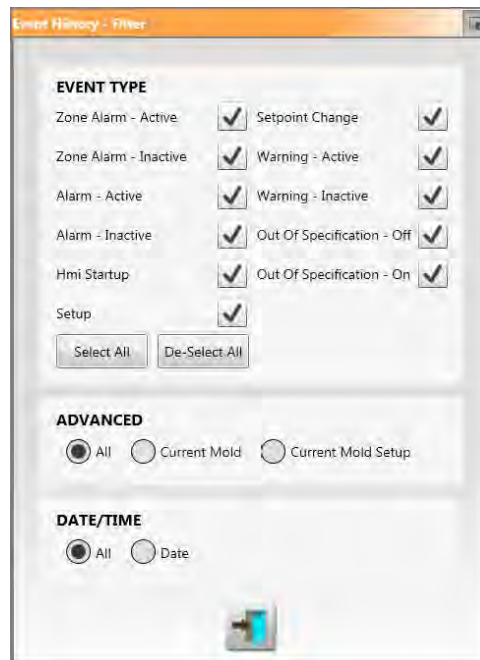 Event History - Filter
EVENT TYPE
Zone Alarm - Active Setpoint Change
Zone Alarm - Inactive Warning - Active
Alarm - Active Warning - Inactive
Alarm - Inactive Out Of Specification - Off
Hmi Startup Out Of Specification - On
Setup
Select All De-Select All
ADVANCED
All Current Mold Current Mold Setup
DATE/TIME
All Date